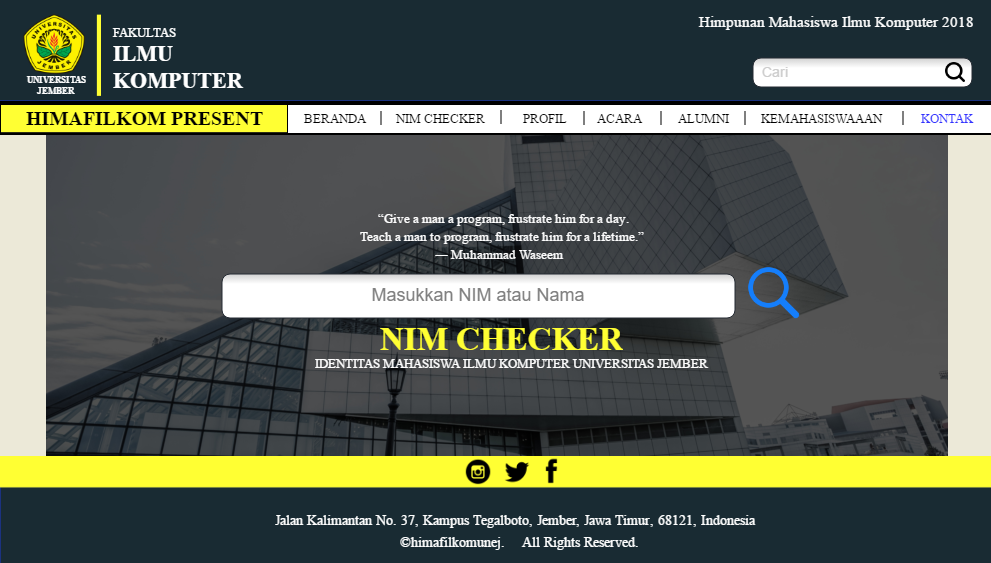 Himpunan Mahasiswa Ilmu Komputer 2018
UNIVERSITAS
JEMBER
UNIVERSITAS
JEMBER
FAKULTAS
ILMU
KOMPUTER
Cari
HIMAFILKOM PRESENT
BERANDA | NIM CHECKER | PROFIL | ACARA | ALUMNI | KEMAHASISWAAAN | KONTAK
“Give a man a program, frustrate him for a day.
Teach a man to program, frustrate him for a lifetime.”
— Muhammad Waseem
Masukkan NIM atau Nama
NIM CHECKER
IDENTITAS MAHASISWA ILMU KOMPUTER UNIVERSITAS JEMBER
Jalan Kalimantan No. 37, Kampus Tegalboto, Jember, Jawa Timur, 68121, Indonesia
©himafilkomunej. All Rights Reserved.